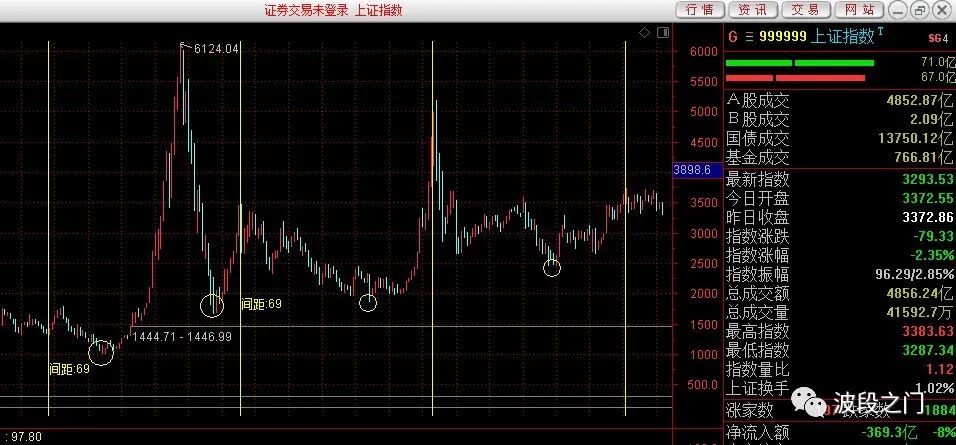 证券交易未登录 上证指数
行情 资讯 交易 网站
6124.04
6000
5500
5000
4500
3898.6
3500
3000
2500
2000
1500
1000
500.0
间距:69
1444.71 - 1446.99
间距:69
: 97.80
G 三 999999 上证指数 T SG4
71.0亿
67.0亿
A股成交 4852.87亿
B股成交 2.09亿
国债成交 13750.12亿
基金成交 766.81亿
最新指数 3293.53
今日开盘 3372.55
昨日收盘 3372.86
指数涨跌 -79.33
指数涨幅 -2.35%
指数振幅 96.29/2.85%
总成交额 4856.24亿
总成交量 41592.7万
最高指数 3383.63
最低指数 3287.34
指数量比 1.12
上证换手 1.02%
涨家数 跌家数 1884
净流入额 -369.3亿 -8%
波段之门